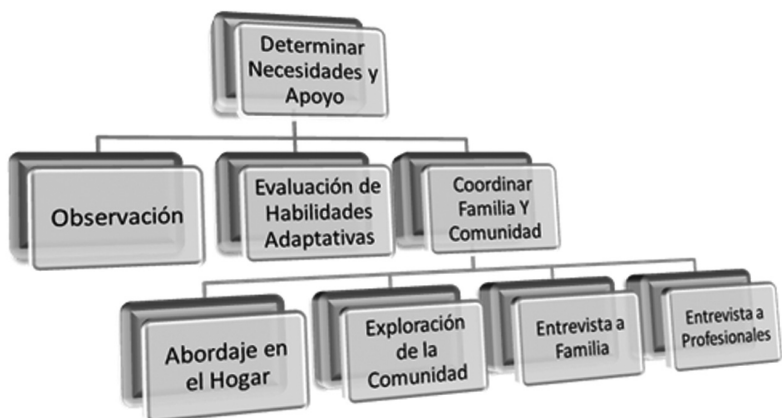 Determinar
Necesidades y
Apoyo
Observación
Evaluación de
Habilidades
Adaptativas
Coordinar
Familia Y
Comunidad
Abordaje en
el Hogar
Exploración
de la
Comunidad
Entrevista a
Familia
Entrevista a
Profesionales